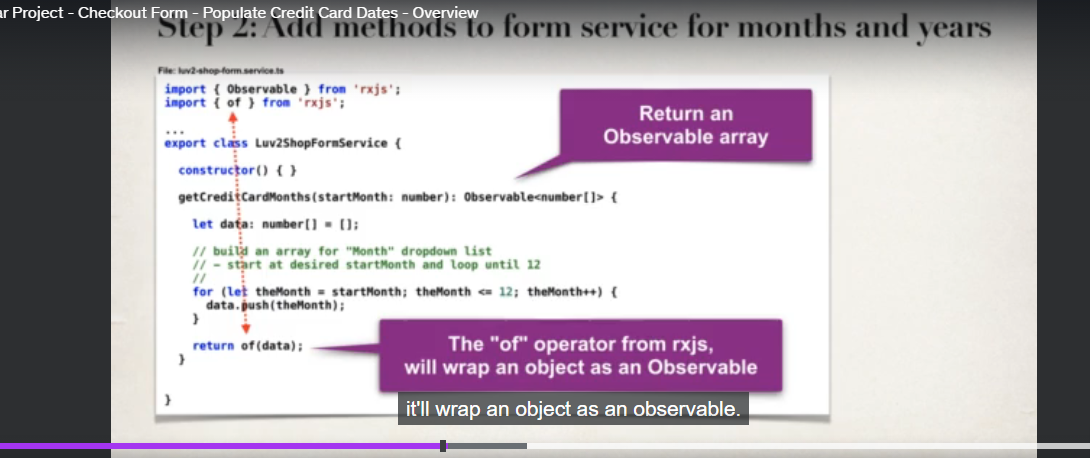 ar Project - Checkout Form - Populate Credit Card Dates - Overview
Step 2: Add methods to form service for months and years
File: luv2-shop-form.service.ts
import { Observable } from 'rxjs';
import { of } from 'rxjs';
...
export class Luv2ShopFormService {
constructor() { }
getCreditCardMonths(startMonth: number): Observable<number[]> {
let data: number[] = [];
// build an array for "Month" dropdown list
// - start at desired startMonth and loop until 12
//
for (let theMonth = startMonth; theMonth <= 12; theMonth++) {
data.push(theMonth);
}
return of(data);
}
}
Return an
Observable array
The "of" operator from rxjs,
will wrap an object as an Observable
it'll wrap an object as an observable.